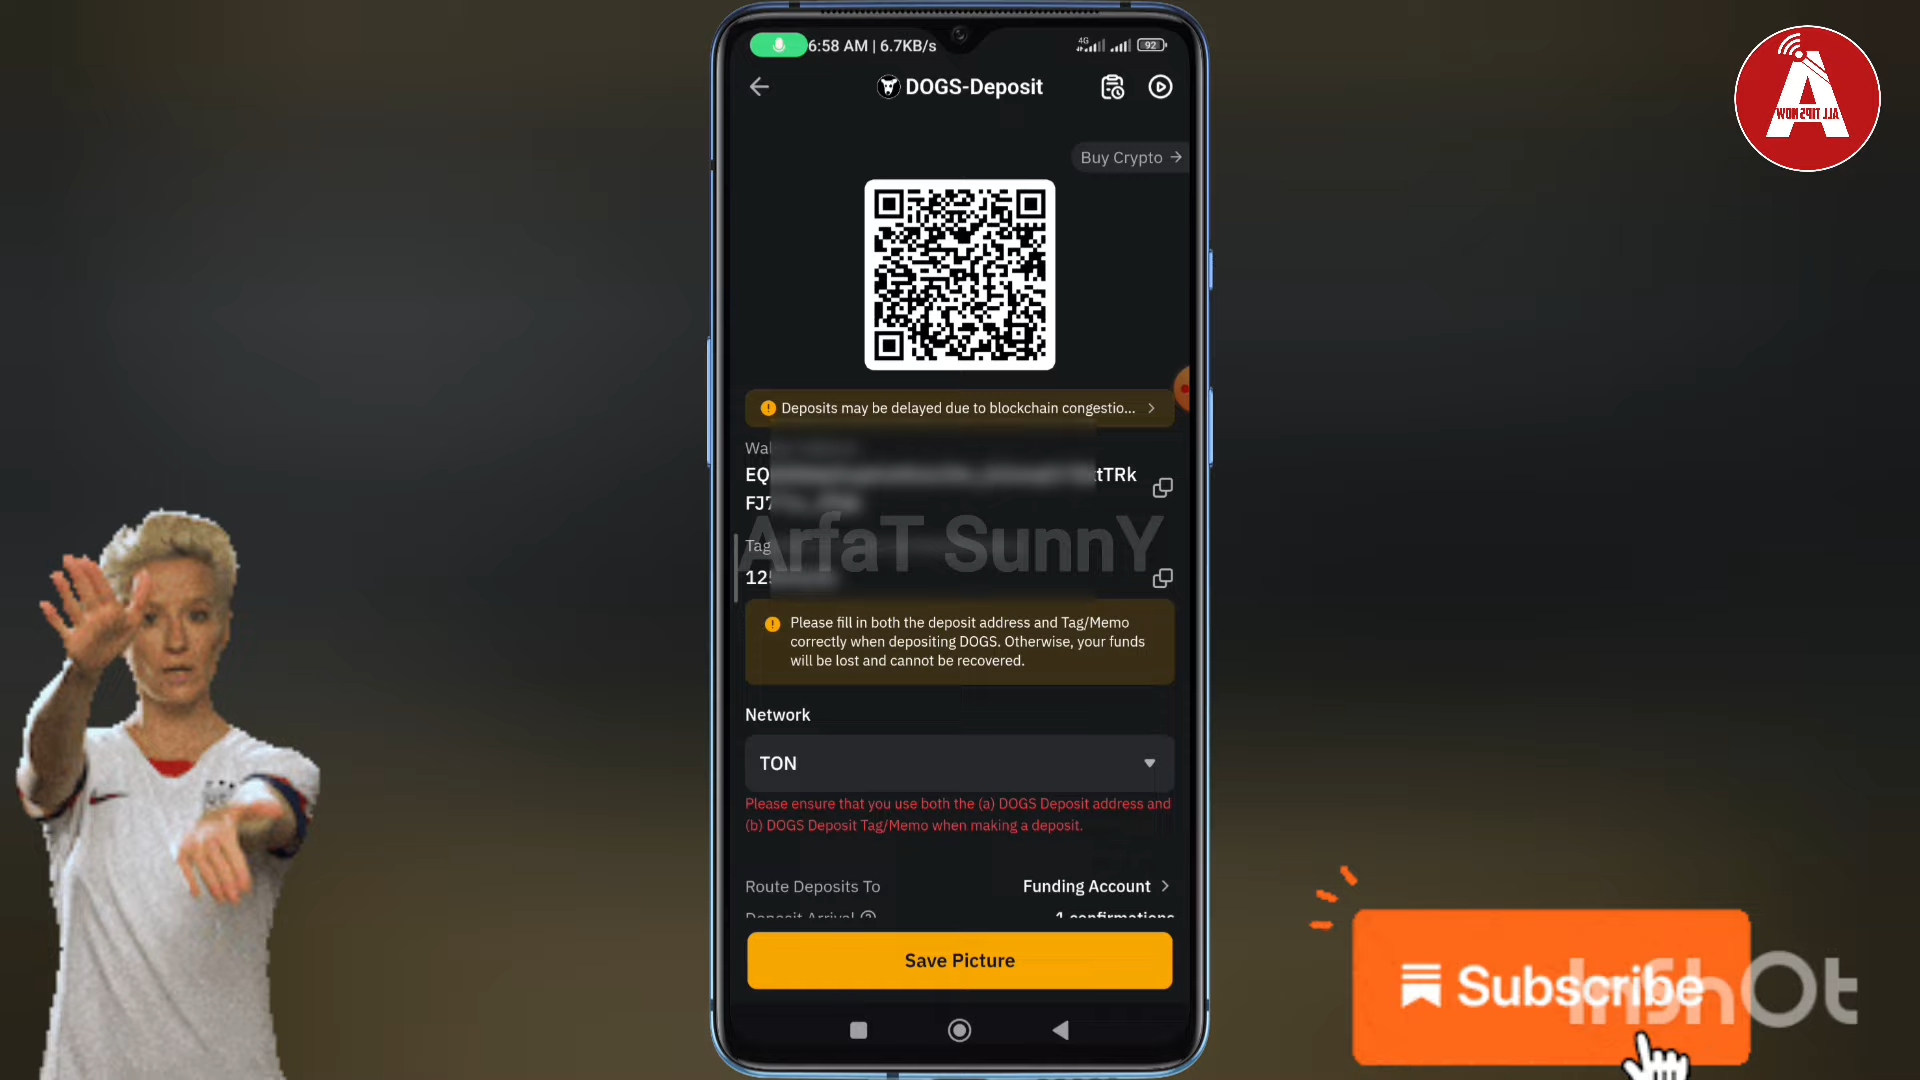 6:58 AM | 6.7KB/s
4G
92
DOGS-Deposit
ALL TIPS NOW
Buy Crypto
Deposits may be delayed due to blockchain congestio...
EQ
tTRk
FJ7
ArfaT SunnY
Tag
12
Please fill in both the deposit address and Tag/Memo
correctly when depositing DOGS. Otherwise, your funds
will be lost and cannot be recovered.
Network
TON
Please ensure that you use both the (a) DOGS Deposit address and
(b) DOGS Deposit Tag/Memo when making a deposit.
Route Deposits To
Funding Account
Deposit Arrival
1 confirmations
Save Picture
Subscribe
InShOt